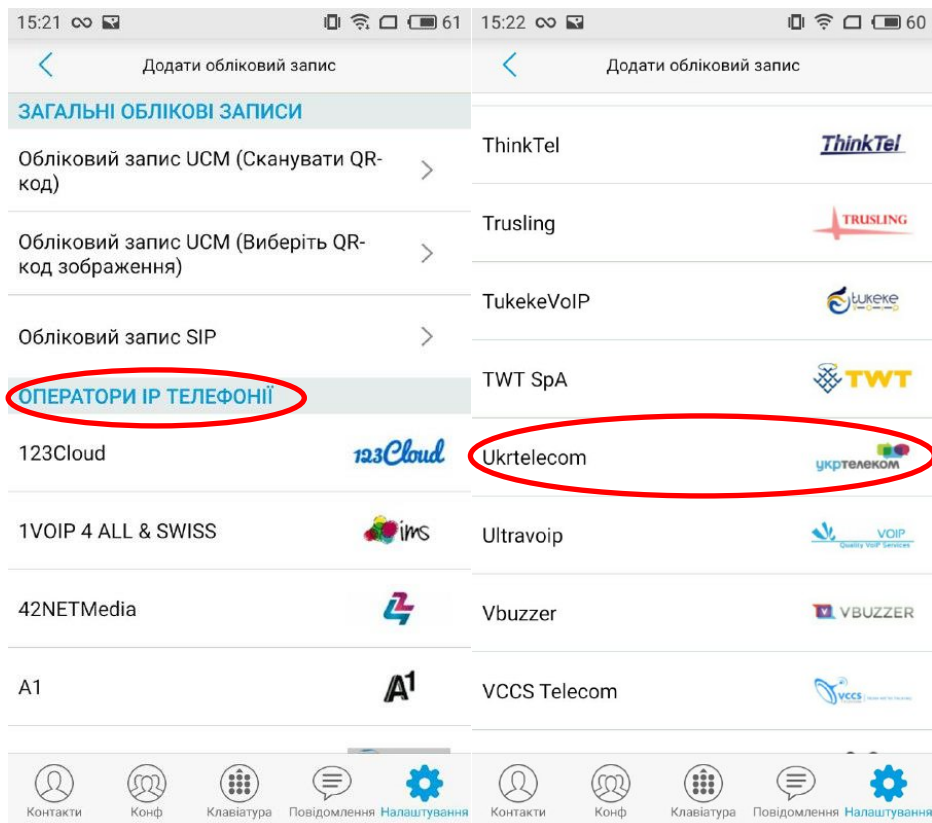 15:21 61
Додати обліковий запис
ЗАГАЛЬНІ ОБЛІКОВІ ЗАПИСИ
Обліковий запис UCM (Сканувати QR-
код)
Обліковий запис UCM (Виберіть QR-
код зображення)
Обліковий запис SIP
ОПЕРАТОРИ IP ТЕЛЕФОНІЇ
123Cloud 123Cloud
1VOIP 4 ALL & SWISS ims
42NETMedia
A1 A1
Контакти Конф Клавіатура Повідомлення Налаштування
15:22 60
Додати обліковий запис
ThinkTel ThinkTel
Trusling TRUSLING
TukekeVoIP tukeke
voip
TWT SpA TWT
Ukrtelecom укртелеком
Ultravoip VOIP
Quality VoIP Services
Vbuzzer VBUZZER
VCCS Telecom vccs
Контакти Конф Клавіатура Повідомлення Налаштування